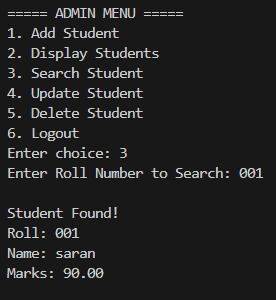 ===== ADMIN MENU =====
1. Add Student
2. Display Students
3. Search Student
4. Update Student
5. Delete Student
6. Logout
Enter choice: 3
Enter Roll Number to Search: 001
Student Found!
Roll: 001
Name: saran
Marks: 90.00